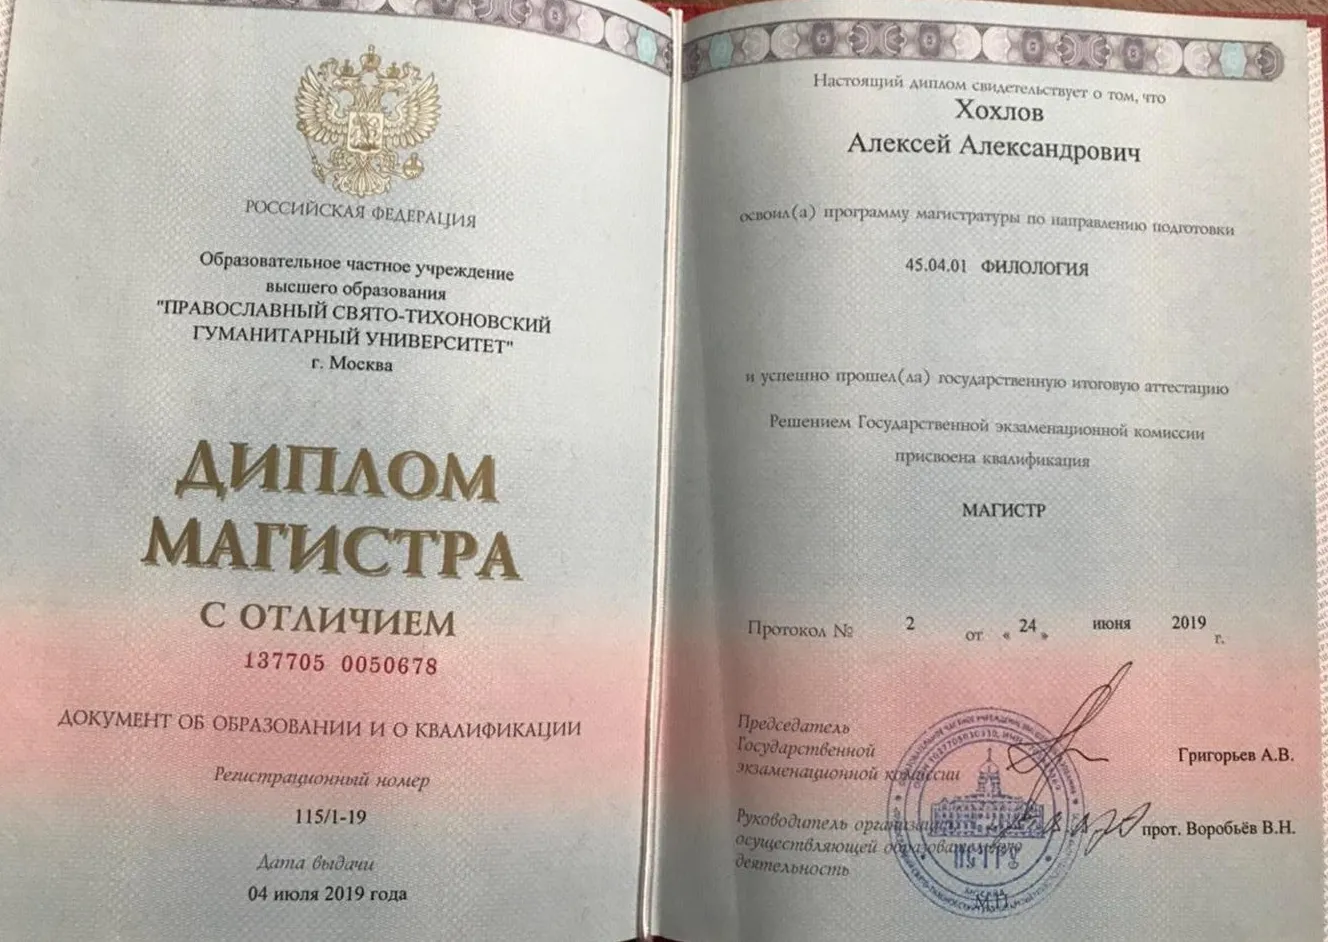 РОССИЙСКАЯ ФЕДЕРАЦИЯ
Образовательное частное учреждение
высшего образования
"ПРАВОСЛАВНЫЙ СВЯТО-ТИХОНОВСКИЙ
ГУМАНИТАРНЫЙ УНИВЕРСИТЕТ"
г. Москва
ДИПЛОМ
МАГИСТРА
С ОТЛИЧИЕМ
137705 0050678
ДОКУМЕНТ ОБ ОБРАЗОВАНИИ И О КВАЛИФИКАЦИИ
Регистрационный номер
115/1-19
Дата выдачи
04 июля 2019 года
Настоящий диплом свидетельствует о том, что
Хохлов
Алексей Александрович
освоил(а) программу магистратуры по направлению подготовки
45.04.01 ФИЛОЛОГИЯ
и успешно прошел(ла) государственную итоговую аттестацию
Решением Государственной экзаменационной комиссии
присвоена квалификация
МАГИСТР
Протокол № 2 от « 24 » июня 2019 г.
Председатель
Государственной
экзаменационной комиссии
Григорьев А.В.
Руководитель организации,
осуществляющей образовательную
деятельность
прот. Воробьёв В.Н.
ПСТГУ
МОСКВА
М.П.